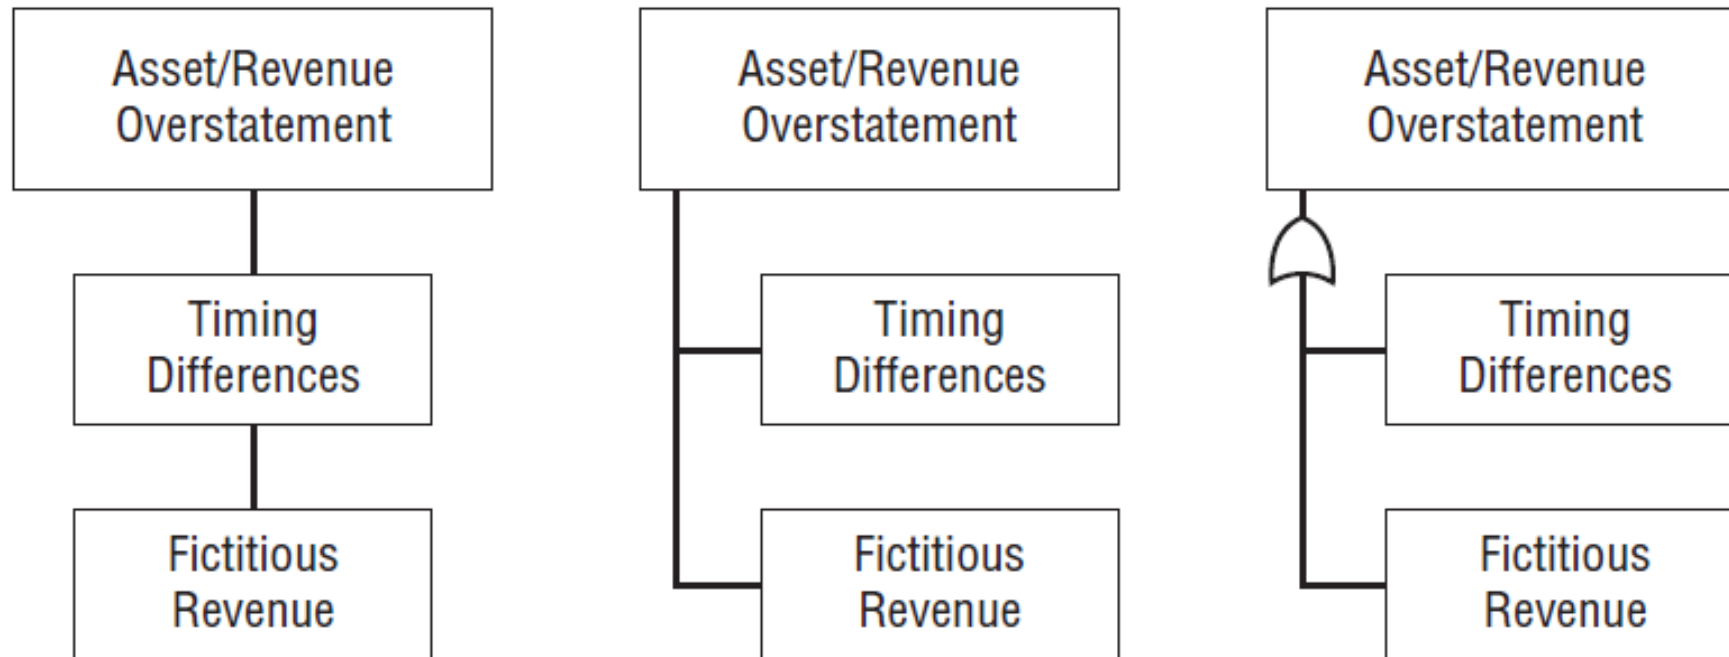 Asset/Revenue
Overstatement
Timing
Differences
Fictitious
Revenue
Asset/Revenue
Overstatement
Timing
Differences
Fictitious
Revenue
Asset/Revenue
Overstatement
Timing
Differences
Fictitious
Revenue